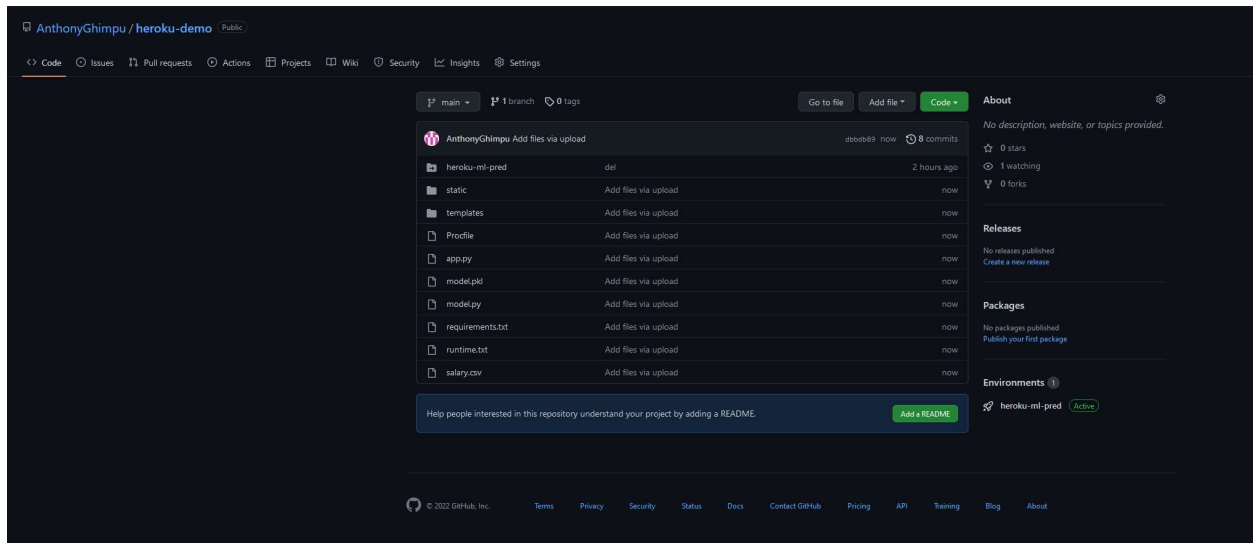 AnthonyGhimpu / heroku-demo Public
Code Issues Pull requests Actions Projects Wiki Security Insights Settings
main 1 branch 0 tags Go to file Add file Code
AnthonyGhimpu Add files via upload dbbdb89 now 8 commits
heroku-ml-pred del 2 hours ago
static Add files via upload now
templates Add files via upload now
Procfile Add files via upload now
app.py Add files via upload now
model.pkl Add files via upload now
model.py Add files via upload now
requirements.txt Add files via upload now
runtime.txt Add files via upload now
salary.csv Add files via upload now
Help people interested in this repository understand your project by adding a README. Add a README
About
No description, website, or topics provided.
0 stars
1 watching
0 forks
Releases
No releases published
Create a new release
Packages
No packages published
Publish your first package
Environments 1
heroku-ml-pred Active
© 2022 GitHub, Inc. Terms Privacy Security Status Docs Contact GitHub Pricing API Training Blog About